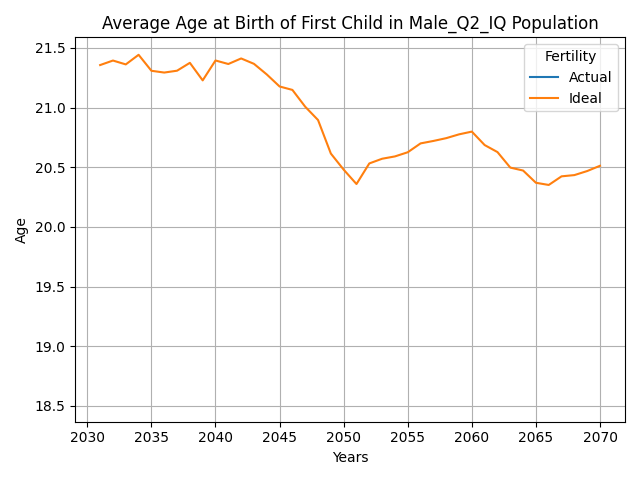 Average Age at Birth of First Child in Male_Q2_IQ Population
Fertility
Actual
Ideal
Age
21.5
21.0
20.5
20.0
19.5
19.0
18.5
2030 2035 2040 2045 2050 2055 2060 2065 2070
Years